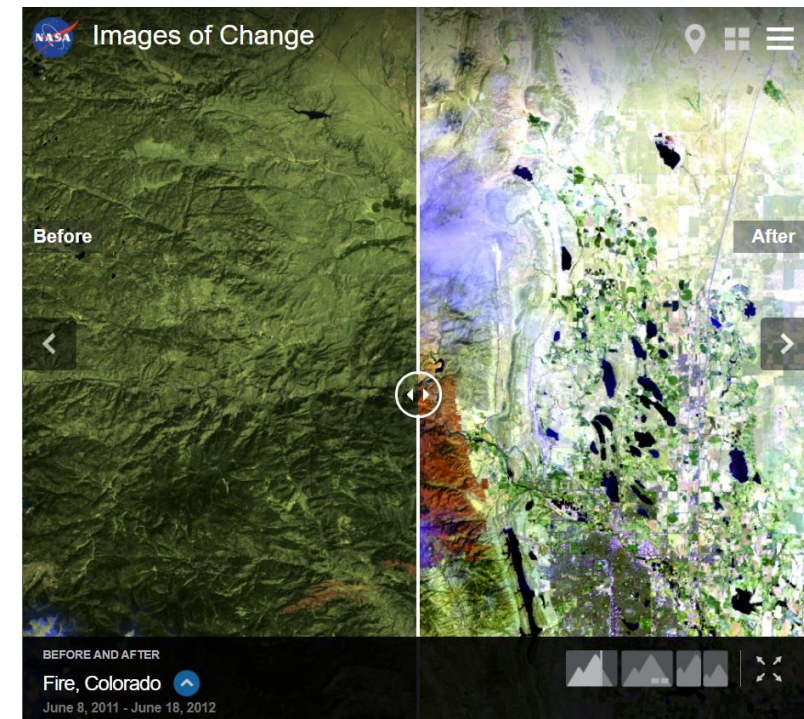 NASA
Images of Change
Before
After
BEFORE AND AFTER
Fire, Colorado
June 8, 2011 - June 18, 2012